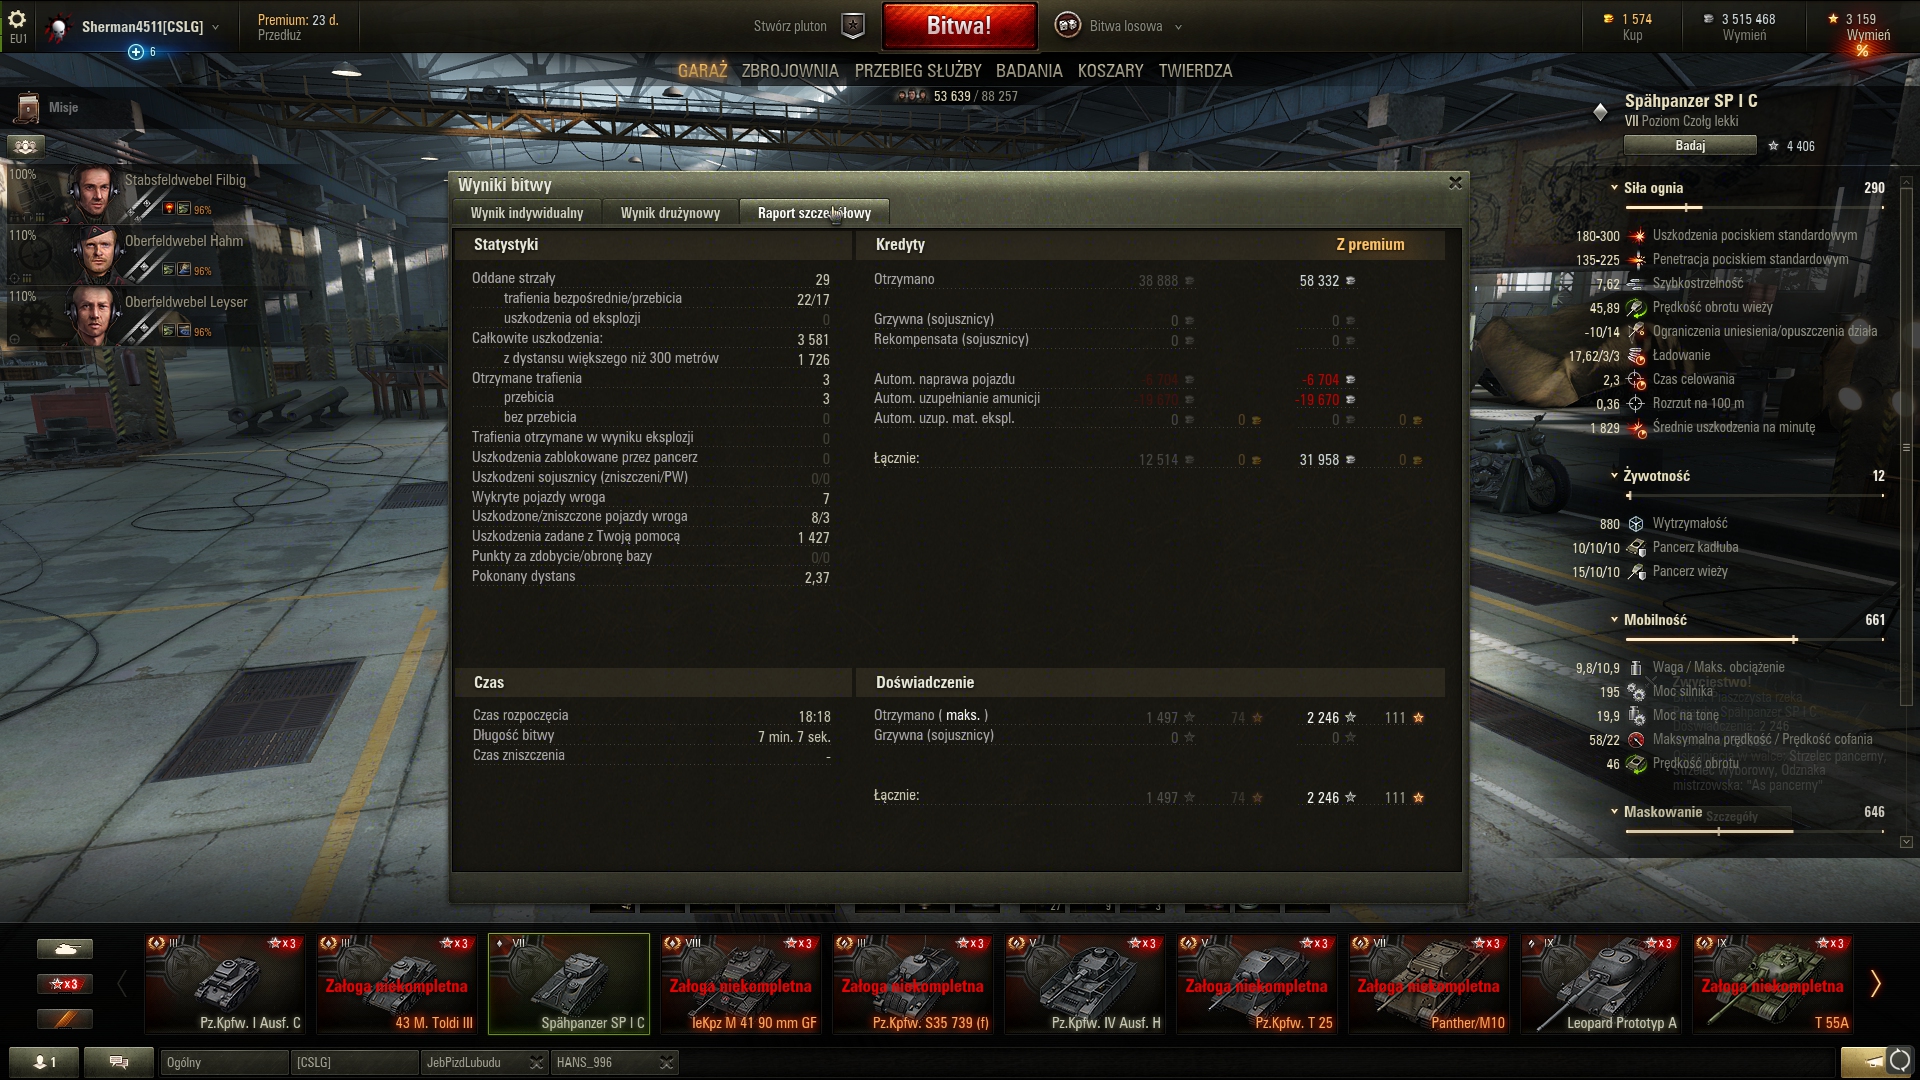 EU1
Sherman4511[CSLG]
6
Premium: 23 d.
Przedłuż
Stwórz pluton
Bitwa!
Bitwa losowa
1 574
Kup
3 515 468
Wymień
3 159
Wymień
%
GARAŻ ZBROJOWNIA PRZEBIEG SŁUŻBY BADANIA KOSZARY TWIERDZA
53 639 / 88 257
Misje
100%
Stabsfeldwebel Filbig
96%
110%
Oberfeldwebel Hahm
96%
110%
Oberfeldwebel Leyser
96%
Spähpanzer SP I C
VII Poziom Czołg lekki
Badaj
4 406
Siła ognia 290
180-300 Uszkodzenia pociskiem standardowym
135-225 Penetracja pociskiem standardowym
7,62 Szybkostrzelność
45,89 Prędkość obrotu wieży
-10/14 Ograniczenia uniesienia/opuszczenia działa
17,62/3/3 Ładowanie
2,3 Czas celowania
0,36 Rozrzut na 100 m
1 829 Średnie uszkodzenia na minutę
Żywotność 12
880 Wytrzymałość
10/10/10 Pancerz kadłuba
15/10/10 Pancerz wieży
Mobilność 661
9,8/10,9 Waga / Maks. obciążenie
195 Moc silnika
19,9 Moc na tonę
58/22 Maksymalna prędkość / Prędkość cofania
46 Prędkość obrotu
Maskowanie 646
Zwycięstwo!
Strzelec pancerny,
Strzelec wyborowy, Odznaka
mistrzowska: "As pancerny"
Szczegóły
Wyniki bitwy
Wynik indywidualny
Wynik drużynowy
Raport szczegółowy
Statystyki
Oddane strzały 29
trafienia bezpośrednie/przebicia 22/17
uszkodzenia od eksplozji 0
Całkowite uszkodzenia: 3 581
z dystansu większego niż 300 metrów 1 726
Otrzymane trafienia 3
przebicia 3
bez przebicia 0
Trafienia otrzymane w wyniku eksplozji 0
Uszkodzenia zablokowane przez pancerz 0
Uszkodzeni sojusznicy (zniszczeni/PW) 0/0
Wykryte pojazdy wroga 7
Uszkodzone/zniszczone pojazdy wroga 8/3
Uszkodzenia zadane z Twoją pomocą 1 427
Punkty za zdobycie/obronę bazy 0/0
Pokonany dystans 2,37
Kredyty Z premium
Otrzymano 38 888 58 332
Grzywna (sojusznicy) 0 0
Rekompensata (sojusznicy) 0 0
Autom. naprawa pojazdu -6 704 -6 704
Autom. uzupełnianie amunicji -19 670 -19 670
Autom. uzup. mat. ekspl. 0 0 0 0
Łącznie: 12 514 0 31 958 0
Czas
Czas rozpoczęcia 18:18
Długość bitwy 7 min. 7 sek.
Czas zniszczenia -
Doświadczenie
Otrzymano ( maks. ) 1 497 74 2 246 111
Grzywna (sojusznicy) 0 0
Łącznie: 1 497 74 2 246 111
27 9 3
x3
III x3
Pz.Kpfw. I Ausf. C
III x3
Załoga niekompletna
43 M. Toldi III
VII
Spähpanzer SP I C
VIII x3
Załoga niekompletna
leKpz M 41 90 mm GF
III x3
Załoga niekompletna
Pz.Kpfw. S35 739 (f)
V x3
Pz.Kpfw. IV Ausf. H
V x3
Załoga niekompletna
Pz.Kpfw. T 25
VII x3
Załoga niekompletna
Panther/M10
IX x3
Leopard Prototyp A
IX x3
Załoga niekompletna
T 55A
1
Ogólny
[CSLG]
JebPizdLubudu
HANS_996